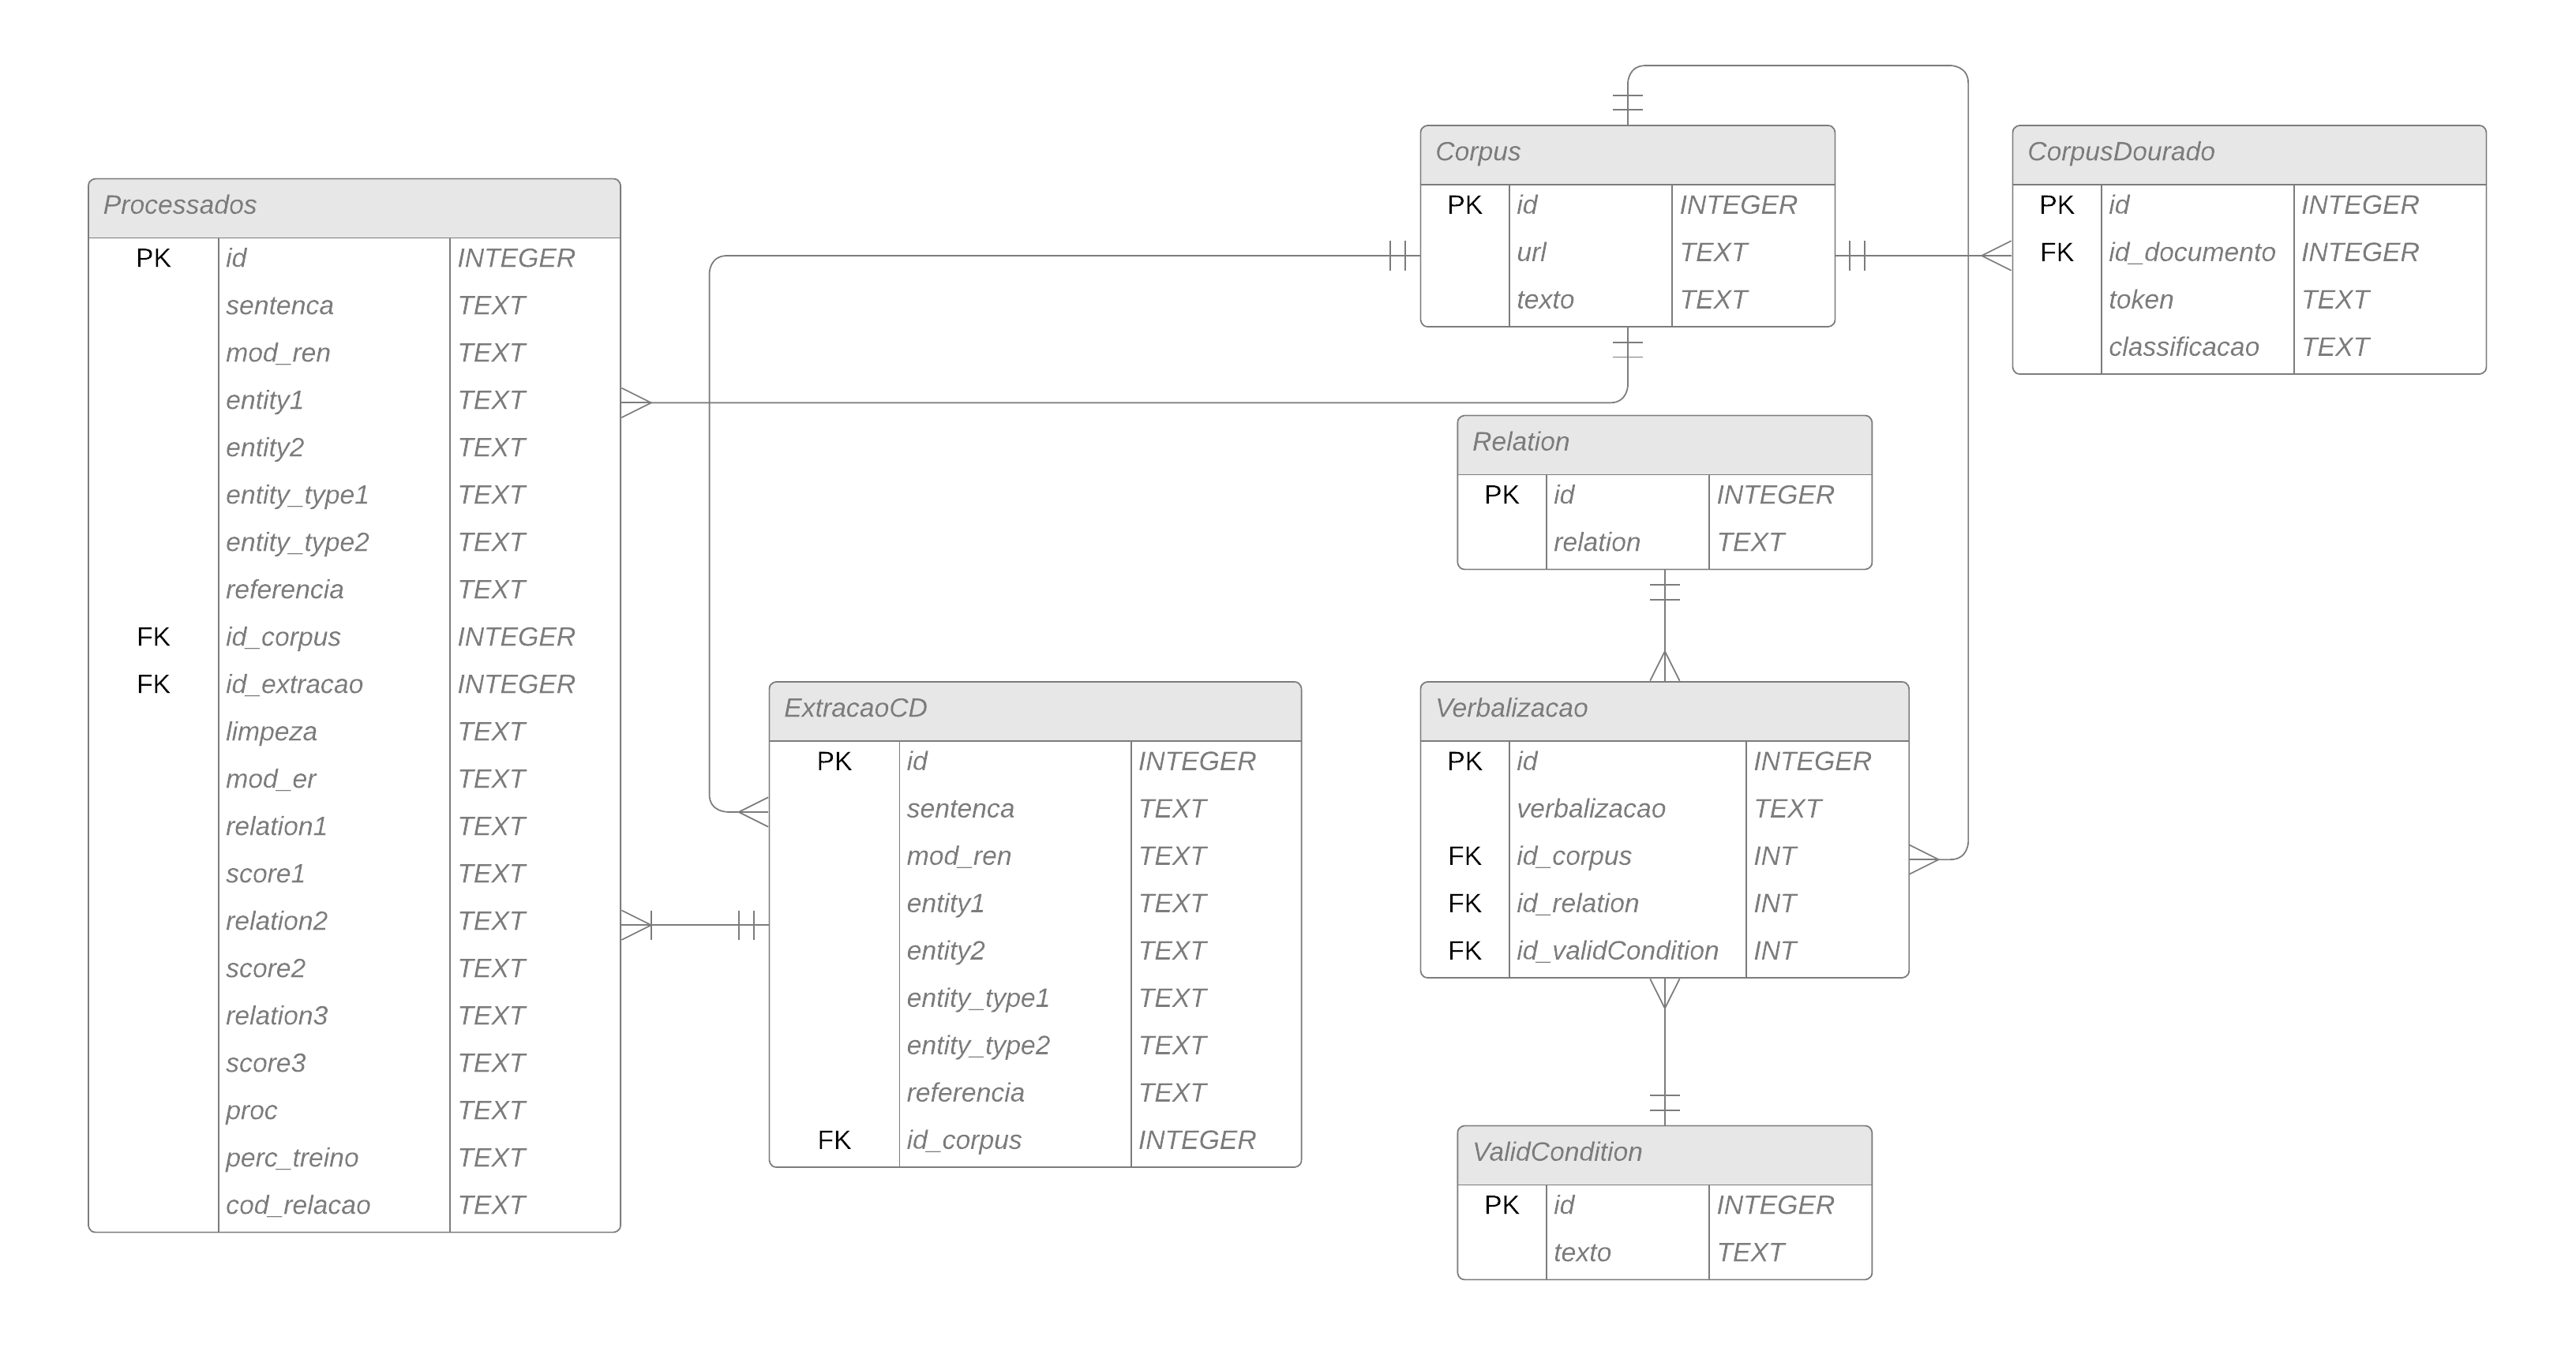 Processados
PK id INTEGER
sentenca TEXT
mod_ren TEXT
entity1 TEXT
entity2 TEXT
entity_type1 TEXT
entity_type2 TEXT
referencia TEXT
FK id_corpus INTEGER
FK id_extracao INTEGER
limpeza TEXT
mod_er TEXT
relation1 TEXT
score1 TEXT
relation2 TEXT
score2 TEXT
relation3 TEXT
score3 TEXT
proc TEXT
perc_treino TEXT
cod_relacao TEXT
ExtracaoCD
PK id INTEGER
sentenca TEXT
mod_ren TEXT
entity1 TEXT
entity2 TEXT
entity_type1 TEXT
entity_type2 TEXT
referencia TEXT
FK id_corpus INTEGER
Corpus
PK id INTEGER
url TEXT
texto TEXT
Relation
PK id INTEGER
relation TEXT
Verbalizacao
PK id INTEGER
verbalizacao TEXT
FK id_corpus INT
FK id_relation INT
FK id_validCondition INT
ValidCondition
PK id INTEGER
texto TEXT
CorpusDourado
PK id INTEGER
FK id_documento INTEGER
token TEXT
classificacao TEXT